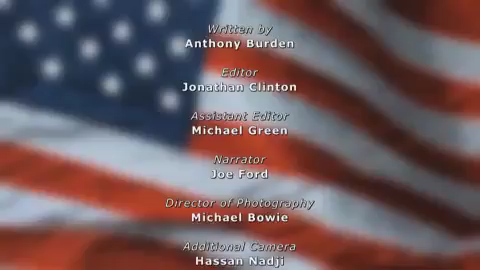 Written by
Anthony Burden
Editor
Jonathan Clinton
Assistant Editor
Michael Green
Narrator
Joe Ford
Director of Photography
Michael Bowie
Additional Camera
Hassan Nadji